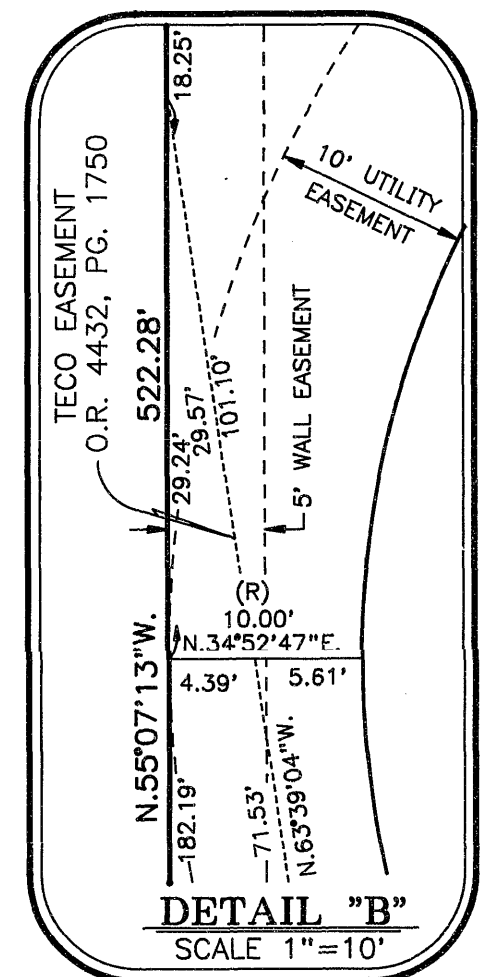 18.25'
10' UTILITY
EASEMENT
TECO EASEMENT
O.R. 4432, PG. 1750
522.28'
29.24'
29.57'
101.10'
5' WALL EASEMENT
(R)
10.00'
N.34°52'47"E.
4.39'
5.61'
N.55°07'13"W.
182.19'
71.53'
N.63°39'04"W.
DETAIL "B"
SCALE 1"=10'